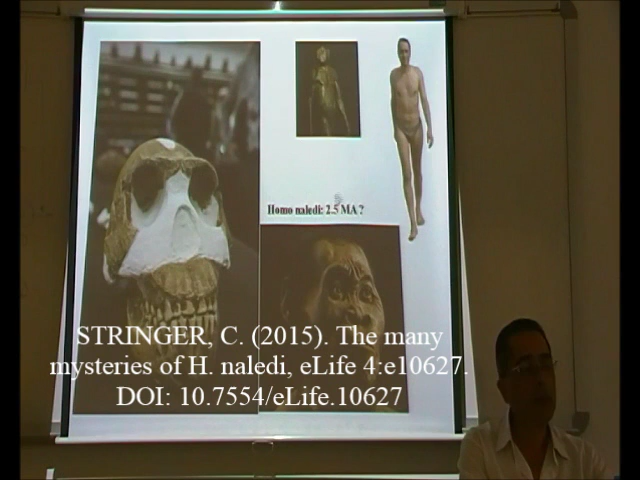 Homo naledi: 2.5 MA ?
STRINGER, C. (2015). The many
mysteries of H. naledi, eLife 4:e10627.
DOI: 10.7554/eLife.10627